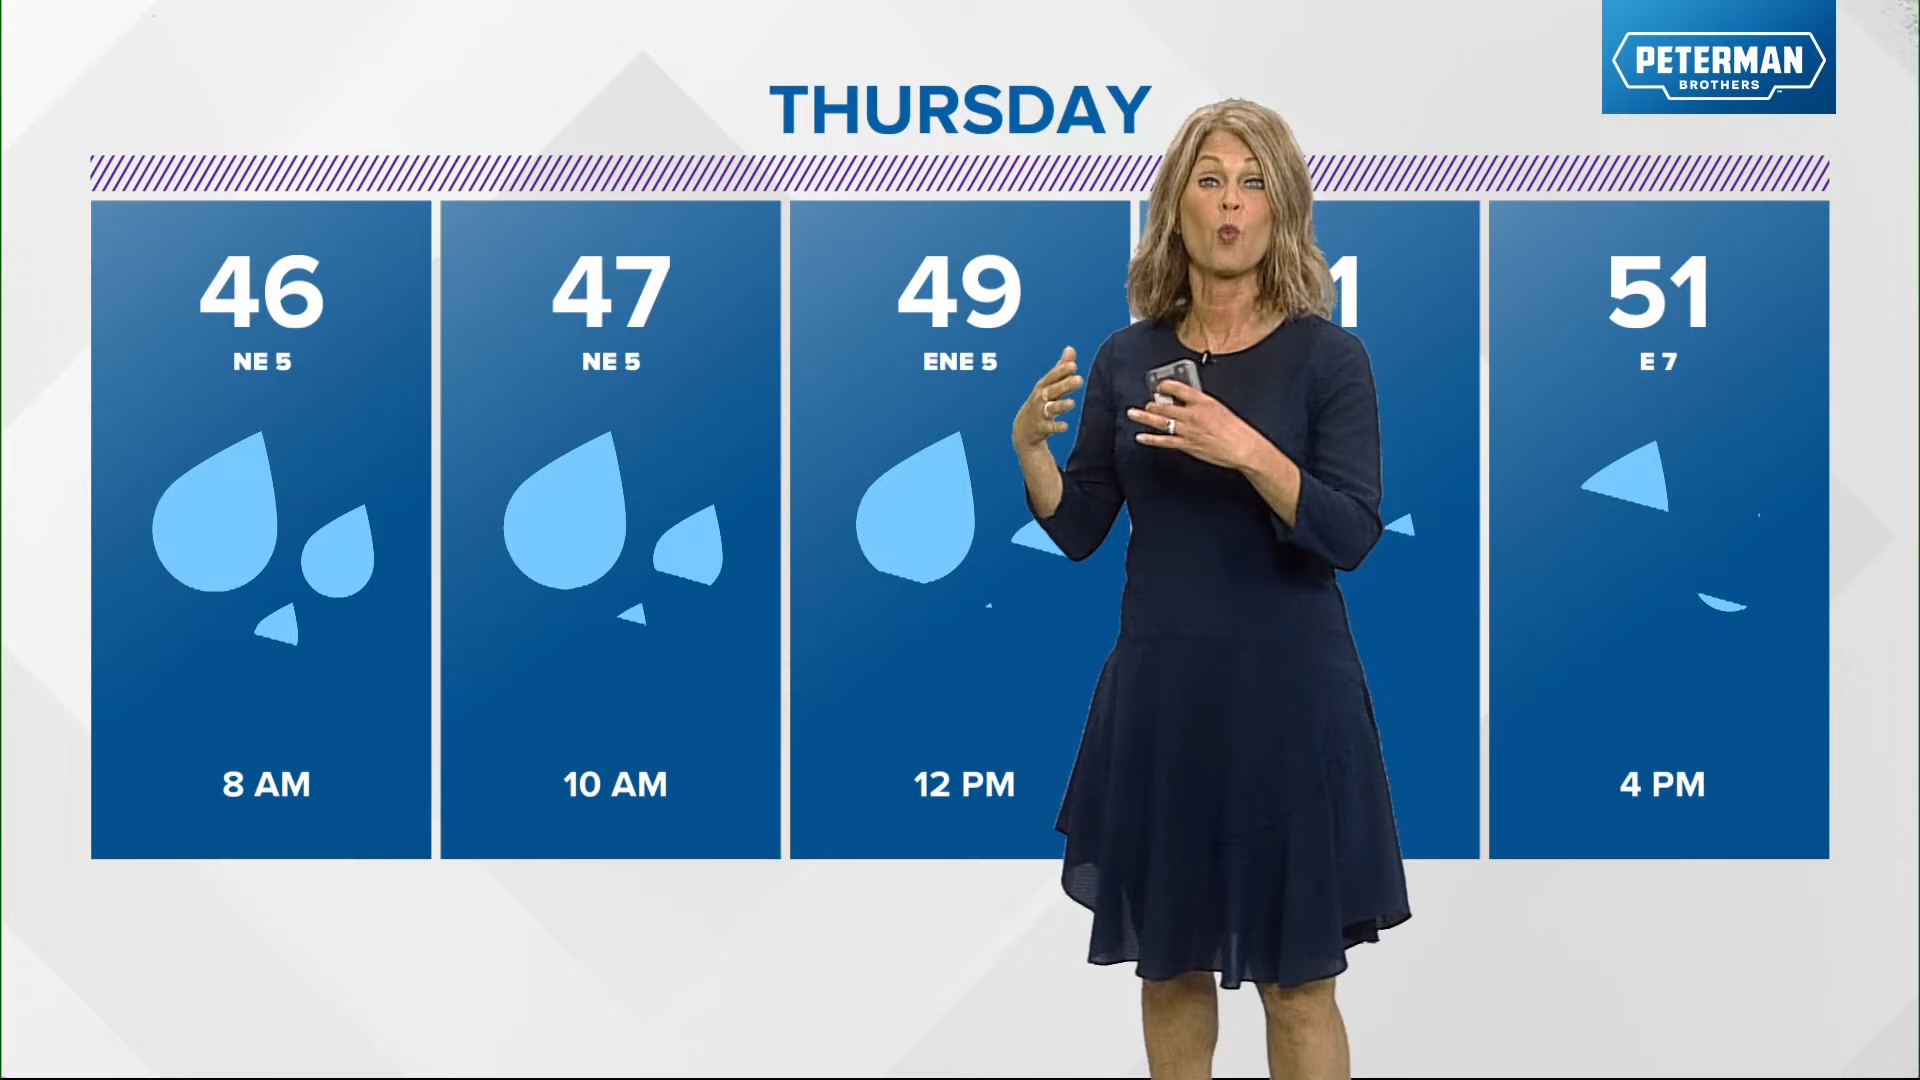 PETERMAN
BROTHERS
THURSDAY
46
NE 5
8 AM
47
NE 5
10 AM
49
ENE 5
12 PM
1
51
E 7
4 PM